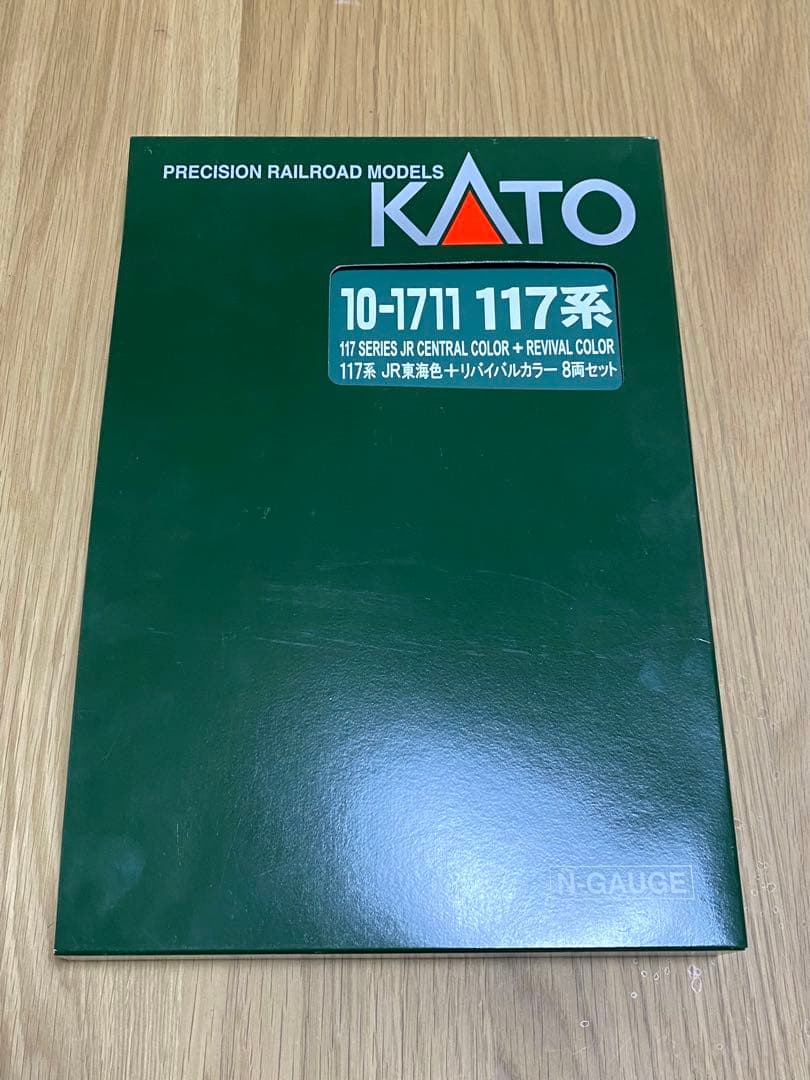 PRECISION RAILROAD MODELS
KATO
10-1711 117系
117 SERIES JR CENTRAL COLOR + REVIVAL COLOR
117系 JR東海色+リバイバルカラー 8両セット
N-GAUGE